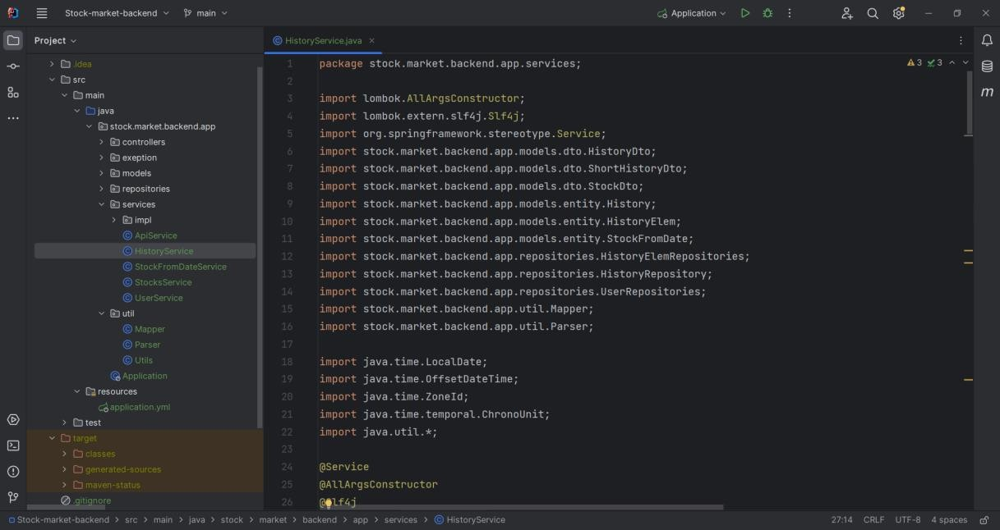 Stock-market-backend main Application
Project
HistoryService.java
.idea
src
main
java
stock.market.backend.app
controllers
exeption
models
repositories
services
impl
ApiService
HistoryService
StockFromDateService
StocksService
UserService
util
Mapper
Parser
Utils
Application
resources
application.yml
test
target
classes
generated-sources
maven-status
.gitignore
3 3
1 package stock.market.backend.app.services;
2
3 import lombok.AllArgsConstructor;
4 import lombok.extern.slf4j.Slf4j;
5 import org.springframework.stereotype.Service;
6 import stock.market.backend.app.models.dto.HistoryDto;
7 import stock.market.backend.app.models.dto.ShortHistoryDto;
8 import stock.market.backend.app.models.dto.StockDto;
9 import stock.market.backend.app.models.entity.History;
10 import stock.market.backend.app.models.entity.HistoryElem;
11 import stock.market.backend.app.models.entity.StockFromDate;
12 import stock.market.backend.app.repositories.HistoryElemRepositories;
13 import stock.market.backend.app.repositories.HistoryRepository;
14 import stock.market.backend.app.repositories.UserRepositories;
15 import stock.market.backend.app.util.Mapper;
16 import stock.market.backend.app.util.Parser;
17
18 import java.time.LocalDate;
19 import java.time.OffsetDateTime;
20 import java.time.ZoneId;
21 import java.time.temporal.ChronoUnit;
22 import java.util.*;
23
24 @Service
25 @AllArgsConstructor
26 @Slf4j
m
Stock-market-backend > src > main > java > stock > market > backend > app > services > HistoryService 27:14 CRLF UTF-8 4 spaces